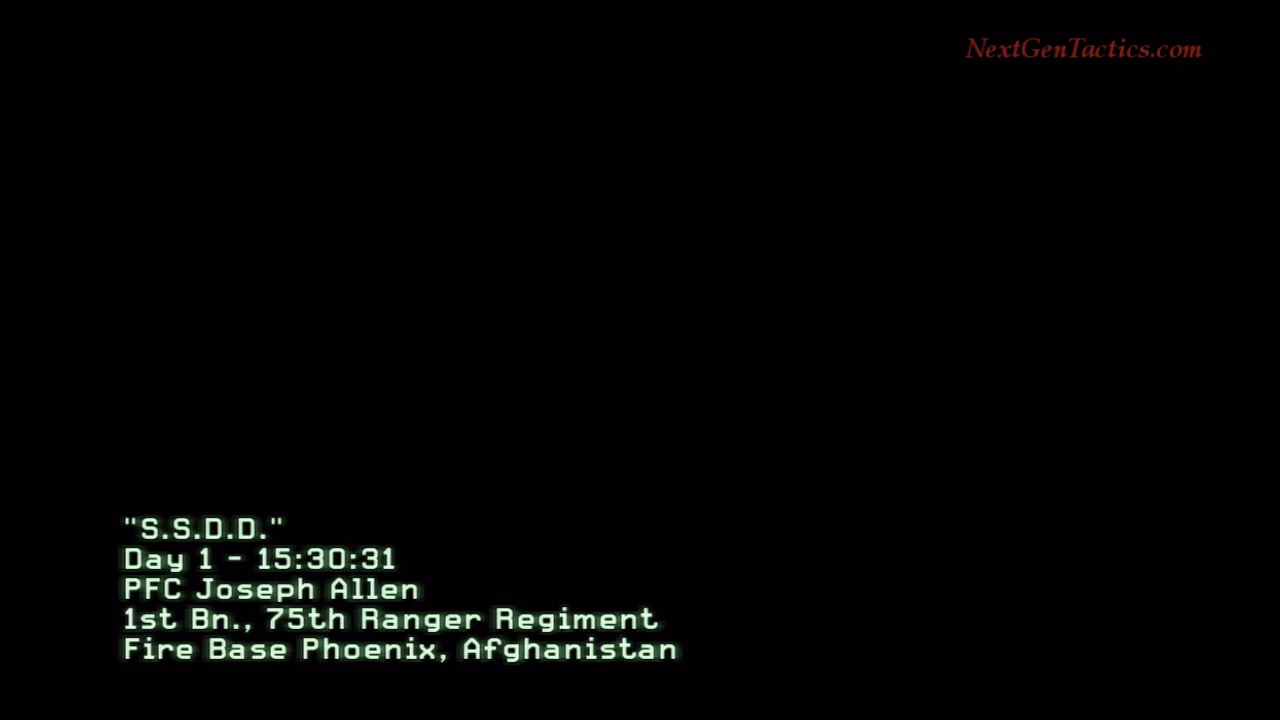 NextGenTactics.com
"S.S.D.D."
Day 1 - 15:30:31
PFC Joseph Allen
1st Bn., 75th Ranger Regiment
Fire Base Phoenix, Afghanistan